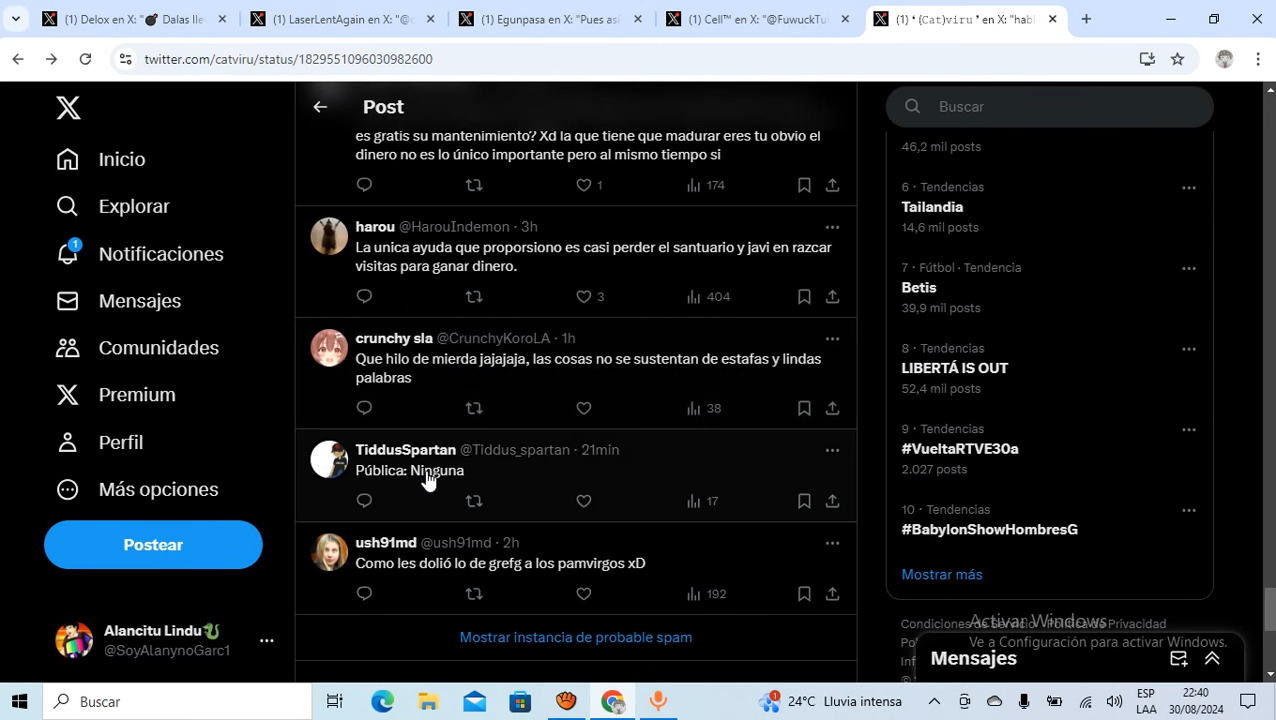 (1) Delox en X: "💣 Dalas lle
(1) LaserLentAgain en X: "@c
(1) Egunpasa en X: "Pues así
(1) Cell™ en X: "@FuwuckTu
(1) ❛ {Cat}viru ❜ en X: "habl
twitter.com/catviru/status/1829551096030982600
Inicio
Explorar
1
Notificaciones
Mensajes
Comunidades
Premium
Perfil
Más opciones
Postear
Alancitu Lindu🐉
@SoyAlanynoGarc1
Post
es gratis su mantenimiento? Xd la que tiene que madurar eres tu obvio el
dinero no es lo único importante pero al mismo tiempo si
1 174
harou @HarouIndemon · 3h
La unica ayuda que proporsiono es casi perder el santuario y javi en razcar
visitas para ganar dinero.
3 404
crunchy sla @CrunchyKoroLA · 1h
Que hilo de mierda jajajaja, las cosas no se sustentan de estafas y lindas
palabras
38
TiddusSpartan @Tiddus_spartan · 21min
Pública: Ninguna
17
ush91md @ush91md · 2h
Como les dolió lo de grefg a los pamvirgos xD
192
Mostrar instancia de probable spam
Buscar
46,2 mil posts
6 · Tendencias
Tailandia
14,6 mil posts
7 · Fútbol · Tendencia
Betis
39,9 mil posts
8 · Tendencias
LIBERTÁ IS OUT
52,4 mil posts
9 · Tendencias
#VueltaRTVE30a
2.027 posts
10 · Tendencias
#BabylonShowHombresG
Mostrar más
Condiciones de Servicio Política de Privacidad
Activar Windows
Ve a Configuración para activar Windows.
Mensajes
Buscar
1
24°C Lluvia intensa
ESP
LAA
22:40
30/08/2024